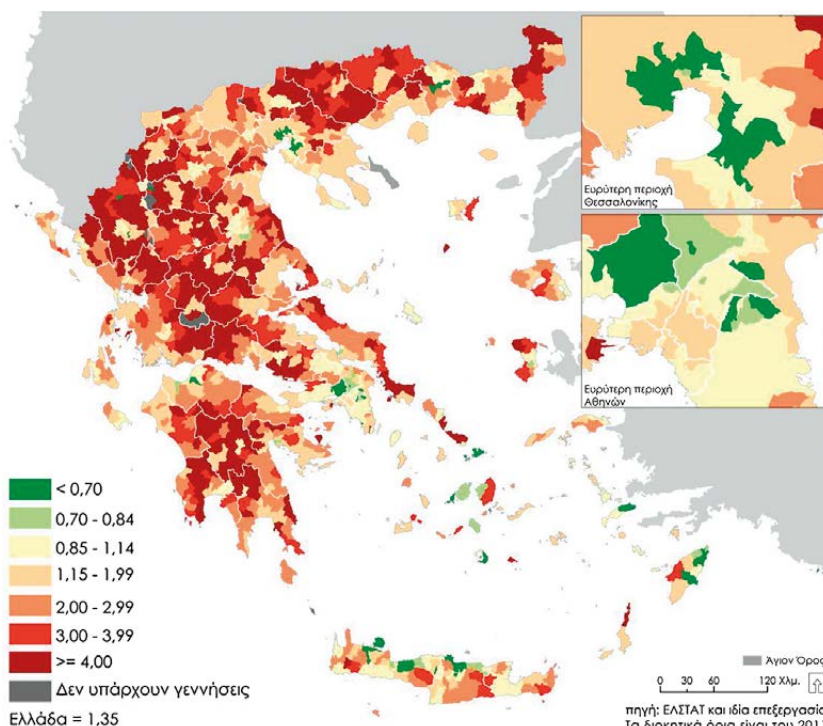 Ευρύτερη περιοχή
Θεσσαλονίκης
Ευρύτερη περιοχή
Αθηνών
< 0,70
0,70 - 0,84
0,85 - 1,14
1,15 - 1,99
2,00 - 2,99
3,00 - 3,99
>= 4,00
Δεν υπάρχουν γεννήσεις
Ελλάδα = 1,35
Άγιον Όρος
0 30 60 120 Χλμ.
πηγή: ΕΛΣΤΑΤ και ιδία επεξεργασία